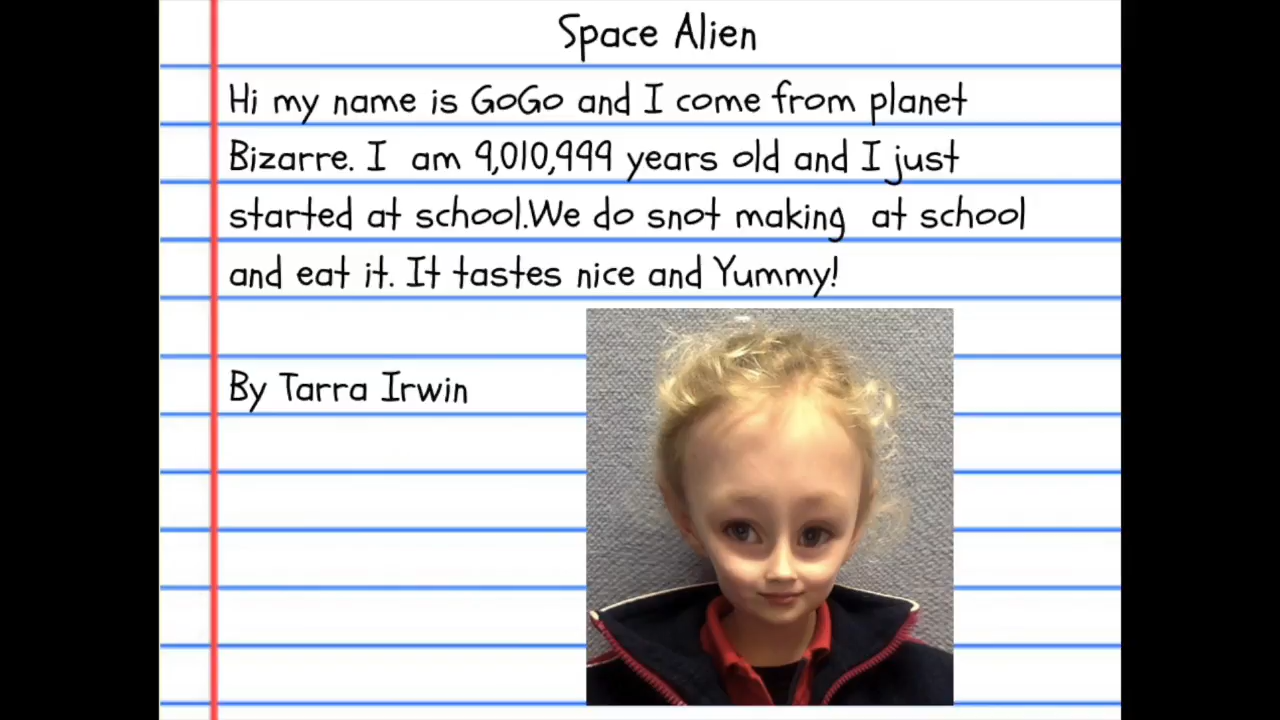 Space Alien
Hi my name is GoGo and I come from planet
Bizarre. I  am 9,010,999 years old and I just
started at school.We do snot making  at school
and eat it. It tastes nice and Yummy!
By Tarra Irwin